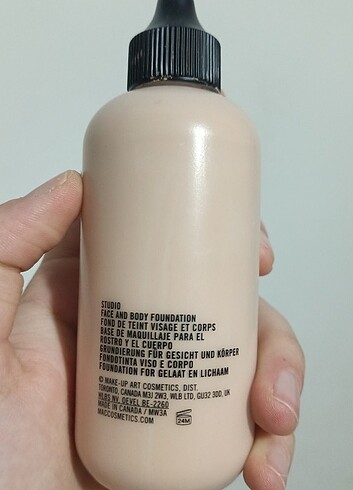 STUDIO
FACE AND BODY FOUNDATION
FOND DE TEINT VISAGE ET CORPS
BASE DE MAQUILLAJE PARA EL
ROSTRO Y EL CUERPO
GRUNDIERUNG FÜR GESICHT UND KÖRPER
FONDOTINTA VISO E CORPO
FOUNDATION FOR GELAAT EN LICHAAM
© MAKE-UP ART COSMETICS, DIST.
TORONTO, CANADA M3J 2W3, WLB LTD, GU32 3DD, UK
WLBS NV, OEVEL BE-2260
MADE IN CANADA / MW3A
MACCOSMETICS.COM
24M